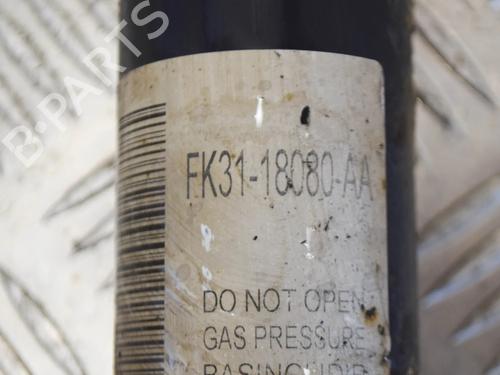 B-PARTS
FK31-18080-AA
DO NOT OPEN
GAS PRESSURE